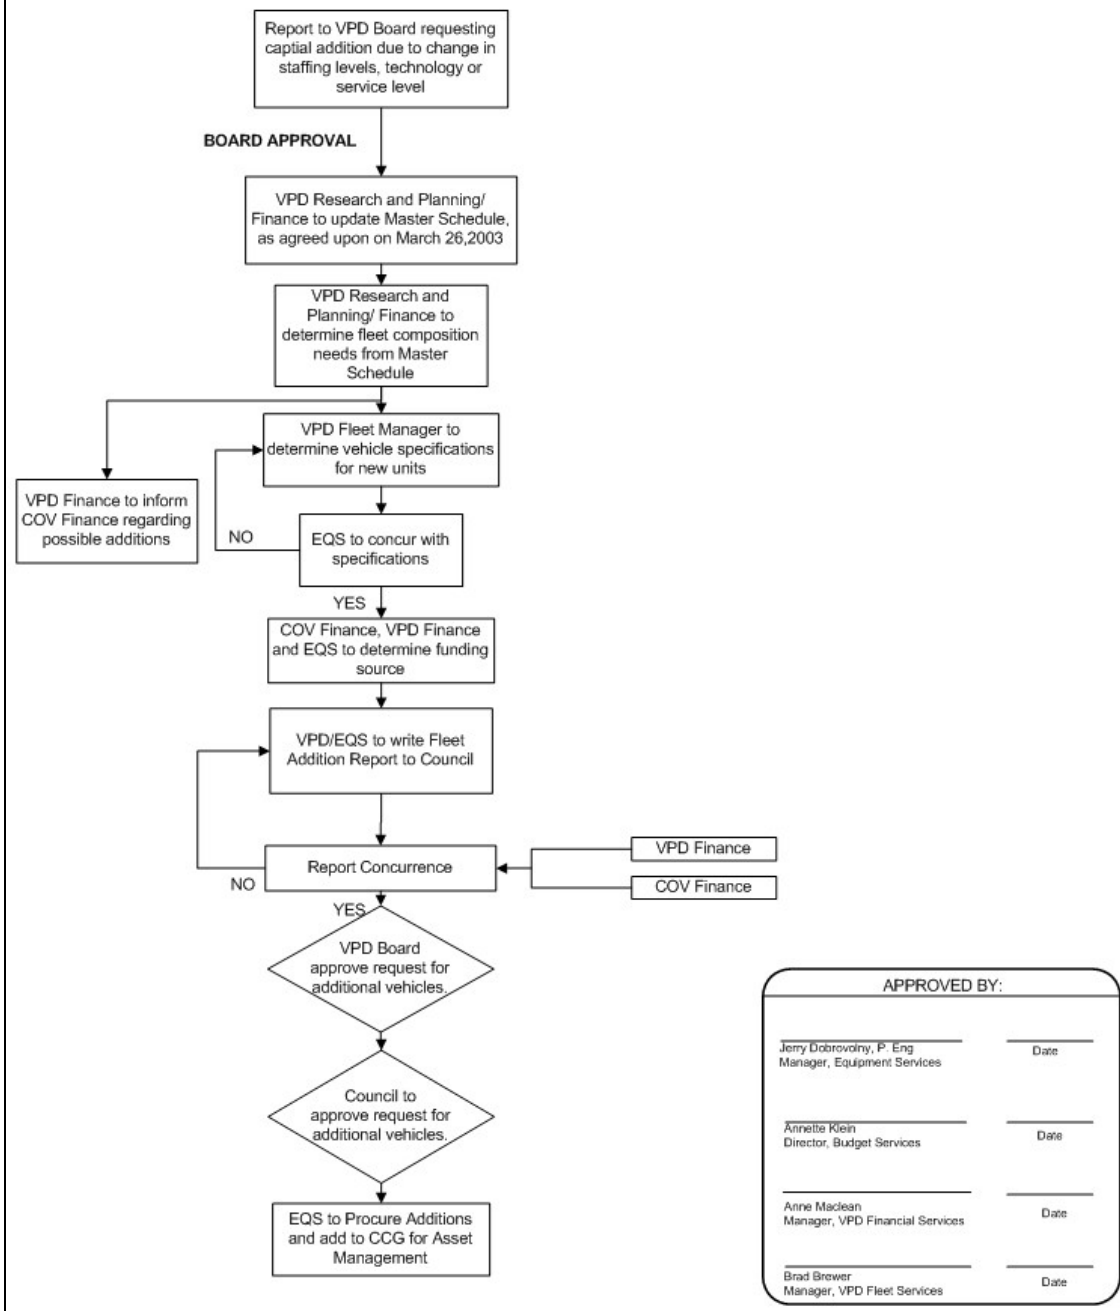 Report to VPD Board requesting
captial addition due to change in
staffing levels, technology or
service level
BOARD APPROVAL
VPD Research and Planning/
Finance to update Master Schedule,
as agreed upon on March 26,2003
VPD Research and
Planning/ Finance to
determine fleet composition
needs from Master
Schedule
VPD Fleet Manager to
determine vehicle specifications
for new units
VPD Finance to inform
COV Finance regarding
possible additions
NO
EQS to concur with
specifications
YES
COV Finance, VPD Finance
and EQS to determine funding
source
VPD/EQS to write Fleet
Addition Report to Council
VPD Finance
Report Concurrence
COV Finance
NO
YES
VPD Board
approve request for
additional vehicles.
Council to
approve request for
additional vehicles.
EQS to Procure Additions
and add to CCG for Asset
Management
APPROVED BY:
Jerry Dobrovolny, P. Eng
Manager, Equipment Services
Date
Annette Klein
Director, Budget Services
Date
Anne Maclean
Manager, VPD Financial Services
Date
Brad Brewer
Manager, VPD Fleet Services
Date